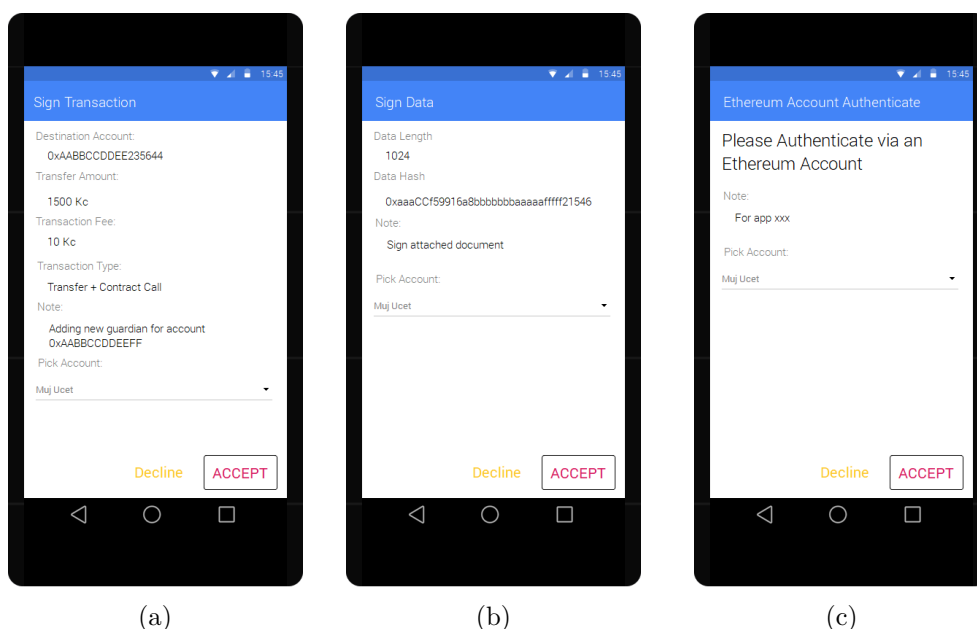 15:45
Sign Transaction
Destination Account:
0xAABBCCDDEE235644
Transfer Amount:
1500 Kc
Transaction Fee:
10 Kc
Transaction Type:
Transfer + Contract Call
Note:
Adding new guardian for account
0xAABBCCDDEEFF
Pick Account:
Muj Ucet
Decline
ACCEPT
(a)
15:45
Sign Data
Data Length
1024
Data Hash
0xaaaCCf59916a8bbbbbbbaaaaafffff21546
Note:
Sign attached document
Pick Account:
Muj Ucet
Decline
ACCEPT
(b)
15:45
Ethereum Account Authenticate
Please Authenticate via an
Ethereum Account
Note:
For app xxx
Pick Account:
Muj Ucet
Decline
ACCEPT
(c)